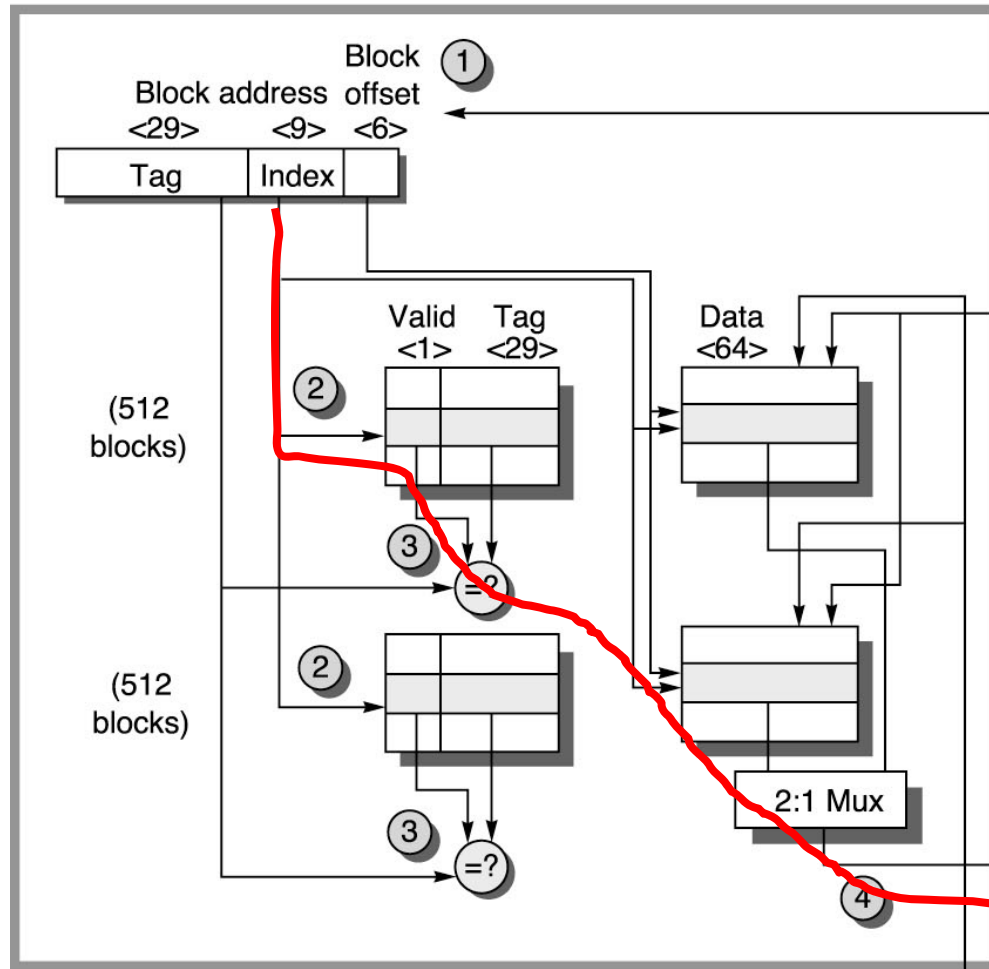 Block
offset
1
Block address
<29> <9> <6>
Tag Index
Valid Tag
<1> <29>
Data
<64>
(512
blocks)
2
3
=?
(512
blocks)
2
2:1 Mux
3
=?
4